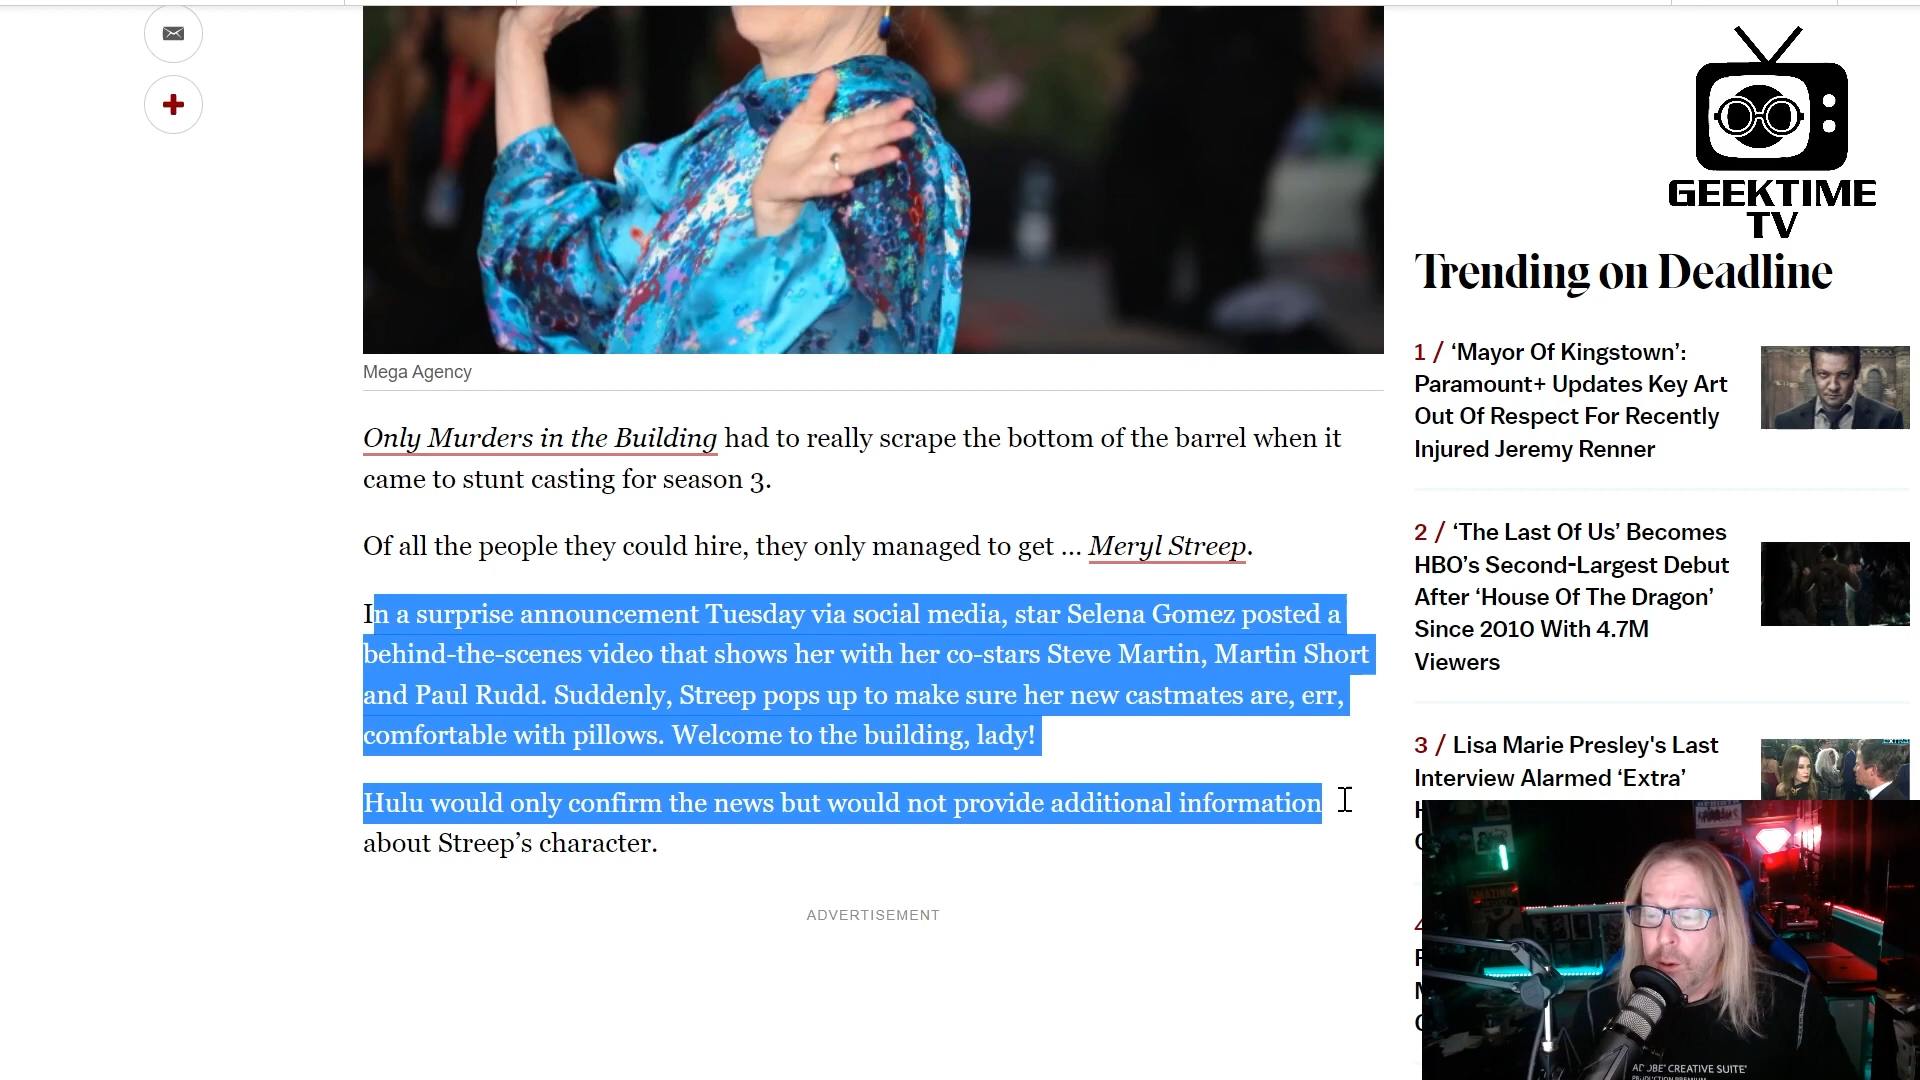 GEEKTIME
TV
Mega Agency
Only Murders in the Building had to really scrape the bottom of the barrel when it
came to stunt casting for season 3.
Of all the people they could hire, they only managed to get ... Meryl Streep.
In a surprise announcement Tuesday via social media, star Selena Gomez posted a
behind-the-scenes video that shows her with her co-stars Steve Martin, Martin Short
and Paul Rudd. Suddenly, Streep pops up to make sure her new castmates are, err,
comfortable with pillows. Welcome to the building, lady!
Hulu would only confirm the news but would not provide additional information
about Streep’s character.
ADVERTISEMENT
Trending on Deadline
1 / ‘Mayor Of Kingstown’:
Paramount+ Updates Key Art
Out Of Respect For Recently
Injured Jeremy Renner
2 / ‘The Last Of Us’ Becomes
HBO’s Second-Largest Debut
After ‘House Of The Dragon’
Since 2010 With 4.7M
Viewers
3 / Lisa Marie Presley's Last
Interview Alarmed ‘Extra’
AMAZING
ADOBE® CREATIVE SUITE®
PRODUCTION PREMIUM